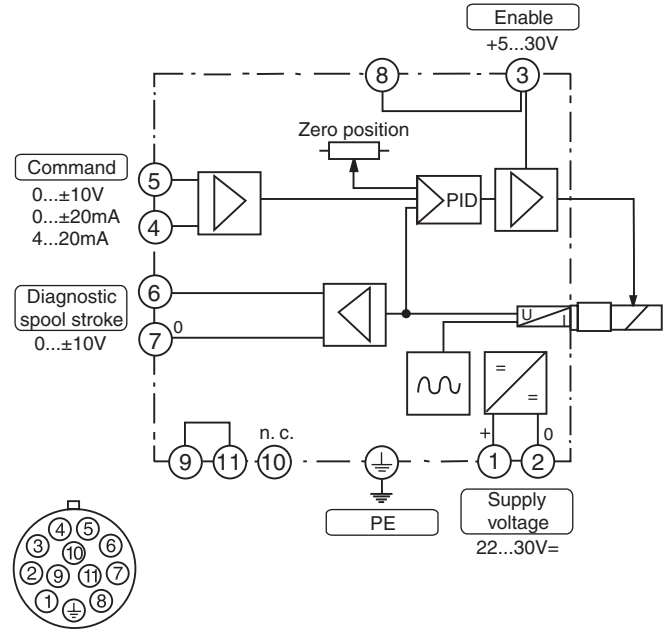 Enable
+5...30V
8
3
Zero position
Command
0...±10V
0...±20mA
4...20mA
5
4
PID
Diagnostic
spool stroke
0...±10V
6
7
0
U
I
=
=
n. c.
+
0
9
11
10
1
2
PE
Supply
voltage
22...30V=
4
5
3
10
6
2
9
11
7
1
8